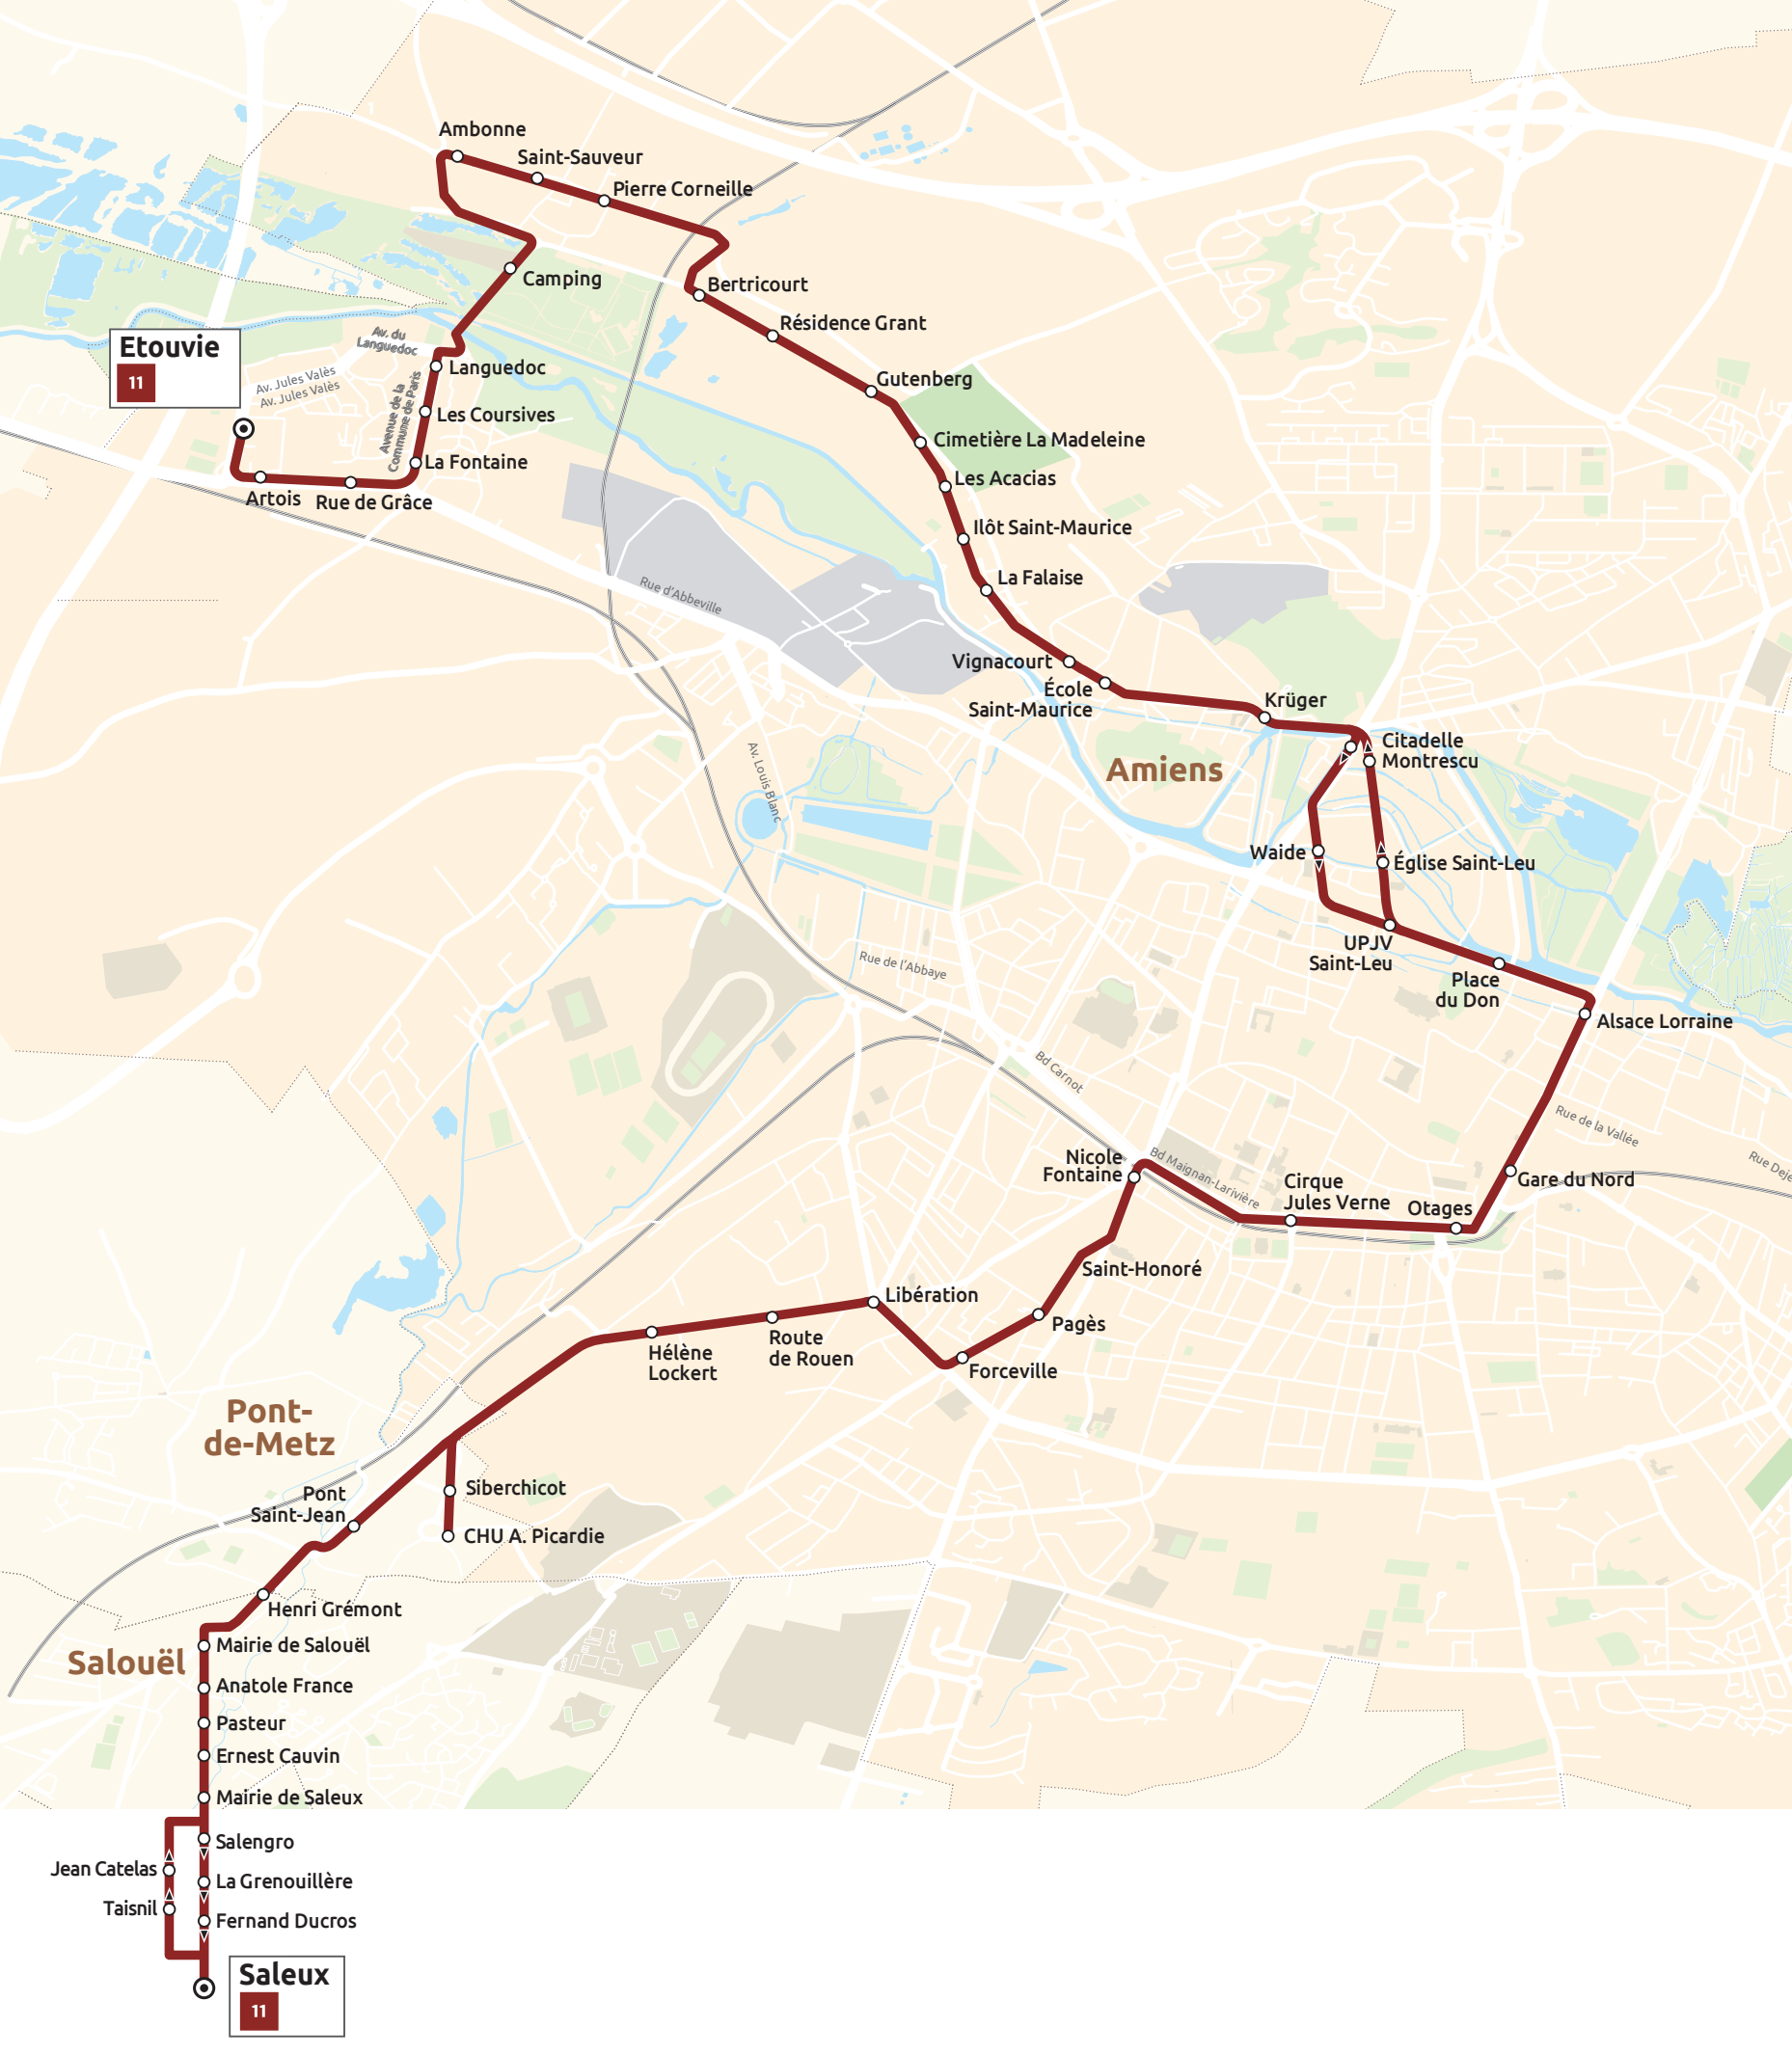 Ambonne
Saint-Sauveur
Pierre Corneille
Camping
Bertricourt
Résidence Grant
Av. du
Languedoc
Etouvie
11
Av. Jules Valès
Av. Jules Valès
Avenue de la
Commune de Paris
Languedoc
Les Coursives
La Fontaine
Artois
Rue de Grâce
Gutenberg
Cimetière La Madeleine
Les Acacias
Ilôt Saint-Maurice
La Falaise
Rue d'Abbeville
Vignacourt
École
Saint-Maurice
Krüger
Citadelle
Montrescu
Amiens
Av. Louis Blanc
Waide
Église Saint-Leu
UPJV
Saint-Leu
Rue de l'Abbaye
Place
du Don
Alsace Lorraine
Bd Carnot
Rue de la Vallée
Rue Deje
Nicole
Fontaine
Bd Maignan-Larivière
Cirque
Jules Verne
Otages
Gare du Nord
Saint-Honoré
Libération
Pagès
Route
de Rouen
Hélène
Lockert
Forceville
Pont-
de-Metz
Siberchicot
Pont
Saint-Jean
CHU A. Picardie
Henri Grémont
Mairie de Salouël
Salouël
Anatole France
Pasteur
Ernest Cauvin
Mairie de Saleux
Salengro
Jean Catelas
La Grenouillère
Taisnil
Fernand Ducros
Saleux
11